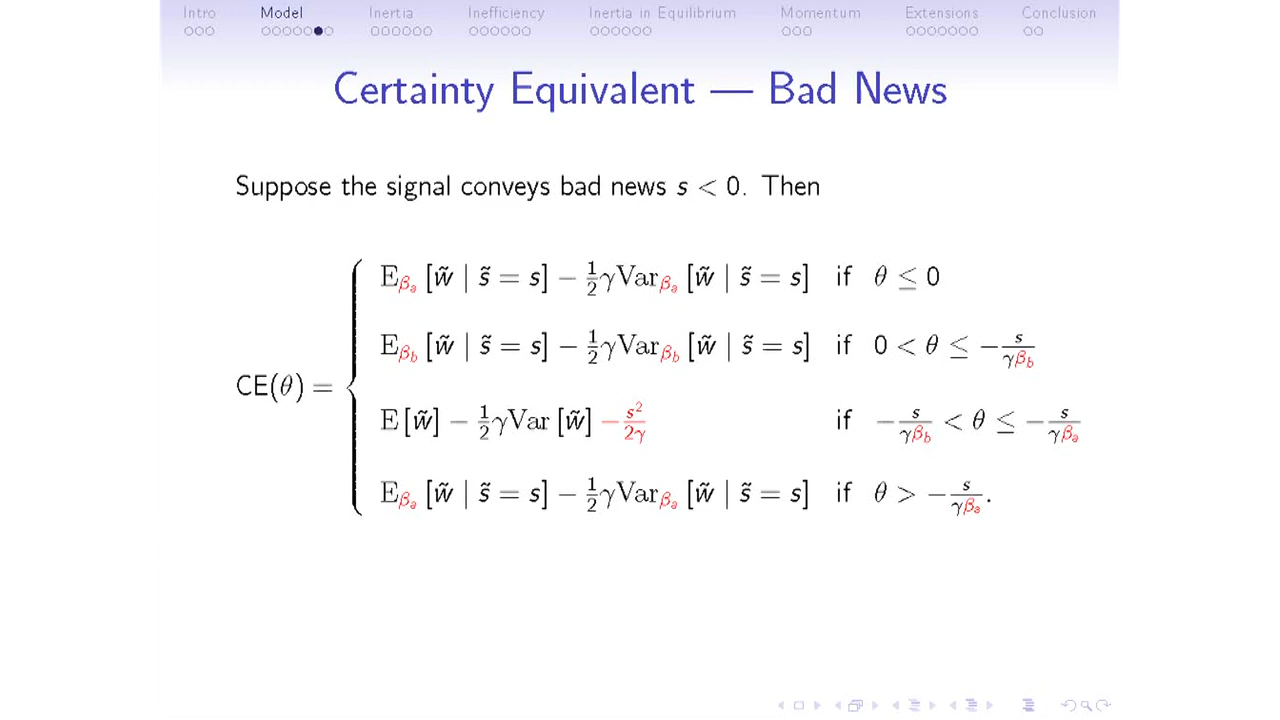 Intro Model Inertia Inefficiency Inertia in Equilibrium Momentum Extensions Conclusion
Certainty Equivalent — Bad News
Suppose the signal conveys bad news s < 0. Then
CE(θ) =
E_{β_a} [w̃ | s̃ = s] − ½γVar_{β_a} [w̃ | s̃ = s] if θ ≤ 0
E_{β_b} [w̃ | s̃ = s] − ½γVar_{β_b} [w̃ | s̃ = s] if 0 < θ ≤ −s/(γβ_b)
E [w̃] − ½γVar [w̃] − s²/(2γ) if −s/(γβ_b) < θ ≤ −s/(γβ_a)
E_{β_a} [w̃ | s̃ = s] − ½γVar_{β_a} [w̃ | s̃ = s] if θ > −s/(γβ_a).